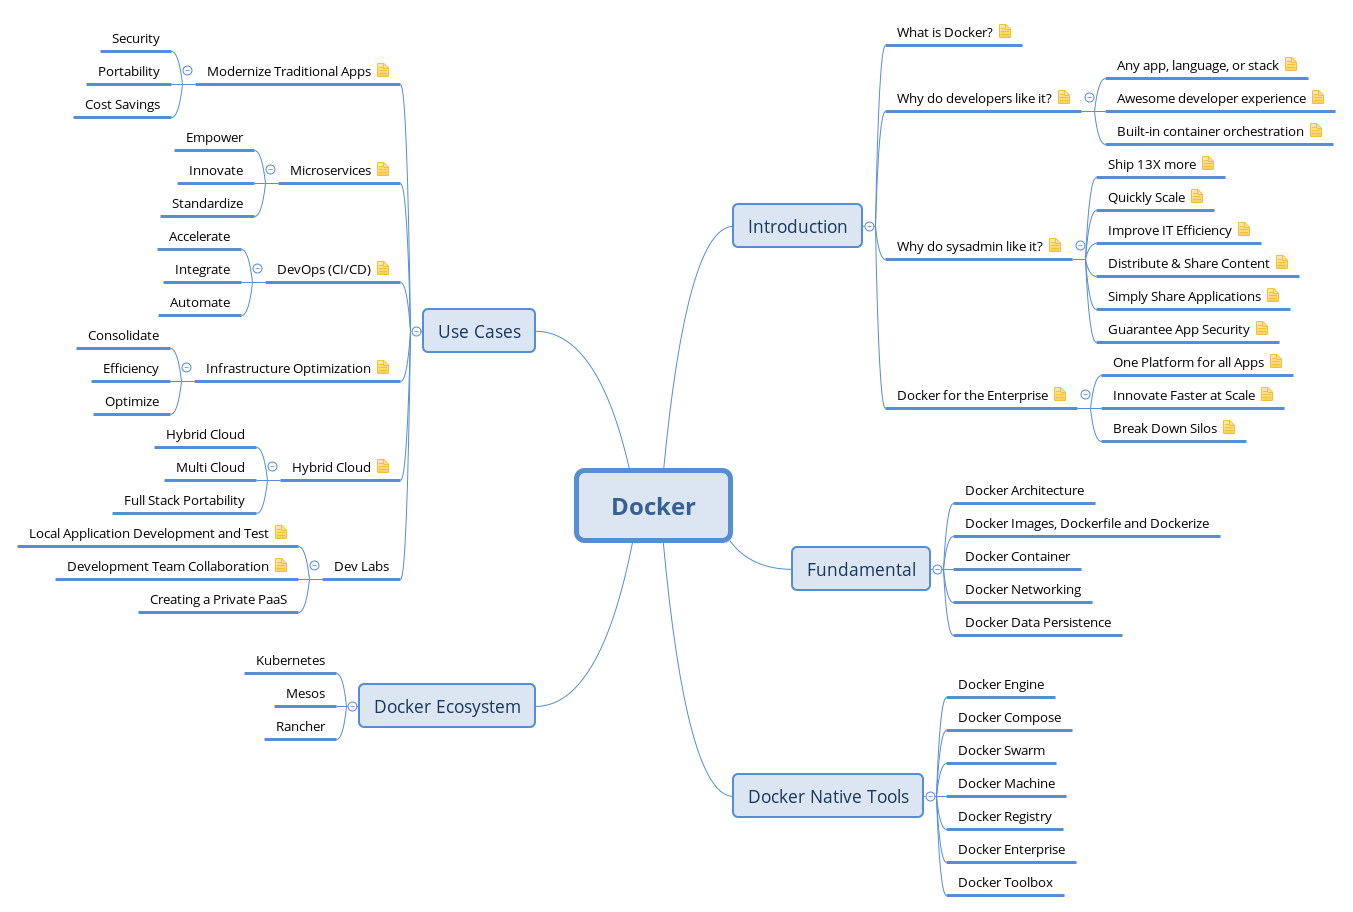 Docker
Introduction
What is Docker?
Why do developers like it?
Any app, language, or stack
Awesome developer experience
Built-in container orchestration
Why do sysadmin like it?
Ship 13X more
Quickly Scale
Improve IT Efficiency
Distribute & Share Content
Simply Share Applications
Guarantee App Security
Docker for the Enterprise
One Platform for all Apps
Innovate Faster at Scale
Break Down Silos
Fundamental
Docker Architecture
Docker Images, Dockerfile and Dockerize
Docker Container
Docker Networking
Docker Data Persistence
Docker Native Tools
Docker Engine
Docker Compose
Docker Swarm
Docker Machine
Docker Registry
Docker Enterprise
Docker Toolbox
Use Cases
Modernize Traditional Apps
Security
Portability
Cost Savings
Microservices
Empower
Innovate
Standardize
DevOps (CI/CD)
Accelerate
Integrate
Automate
Infrastructure Optimization
Consolidate
Efficiency
Optimize
Hybrid Cloud
Hybrid Cloud
Multi Cloud
Full Stack Portability
Dev Labs
Local Application Development and Test
Development Team Collaboration
Creating a Private PaaS
Docker Ecosystem
Kubernetes
Mesos
Rancher